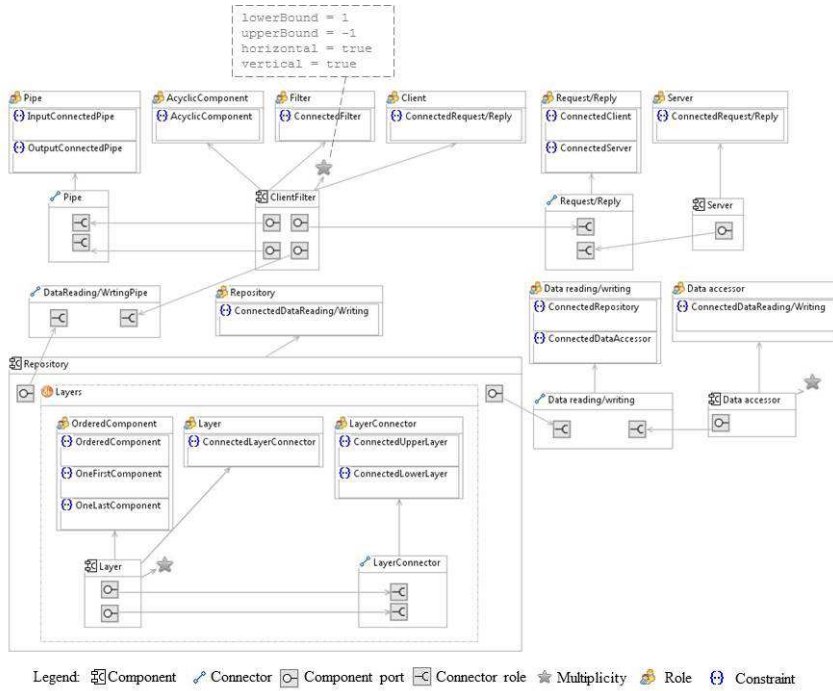 lowerBound = 1
upperBound = -1
horizontal = true
vertical = true
Pipe
InputConnectedPipe
OutputConnectedPipe
AcyclicComponent
AcyclicComponent
Filter
ConnectedFilter
Client
ConnectedRequest/Reply
Request/Reply
ConnectedClient
ConnectedServer
Server
ConnectedRequest/Reply
Pipe
ClientFilter
Request/Reply
Server
DataReading/WrtingPipe
Repository
ConnectedDataReading/Writing
Data reading/writing
ConnectedRepository
ConnectedDataAccessor
Data accessor
ConnectedDataReading/Writing
Repository
Layers
Data reading/writing
Data accessor
OrderedComponent
OrderedComponent
OneFirstComponent
OneLastComponent
Layer
ConnectedLayerConnector
LayerConnector
ConnectedUpperLayer
ConnectedLowerLayer
Layer
LayerConnector
Legend: Component Connector Component port Connector role Multiplicity Role Constraint